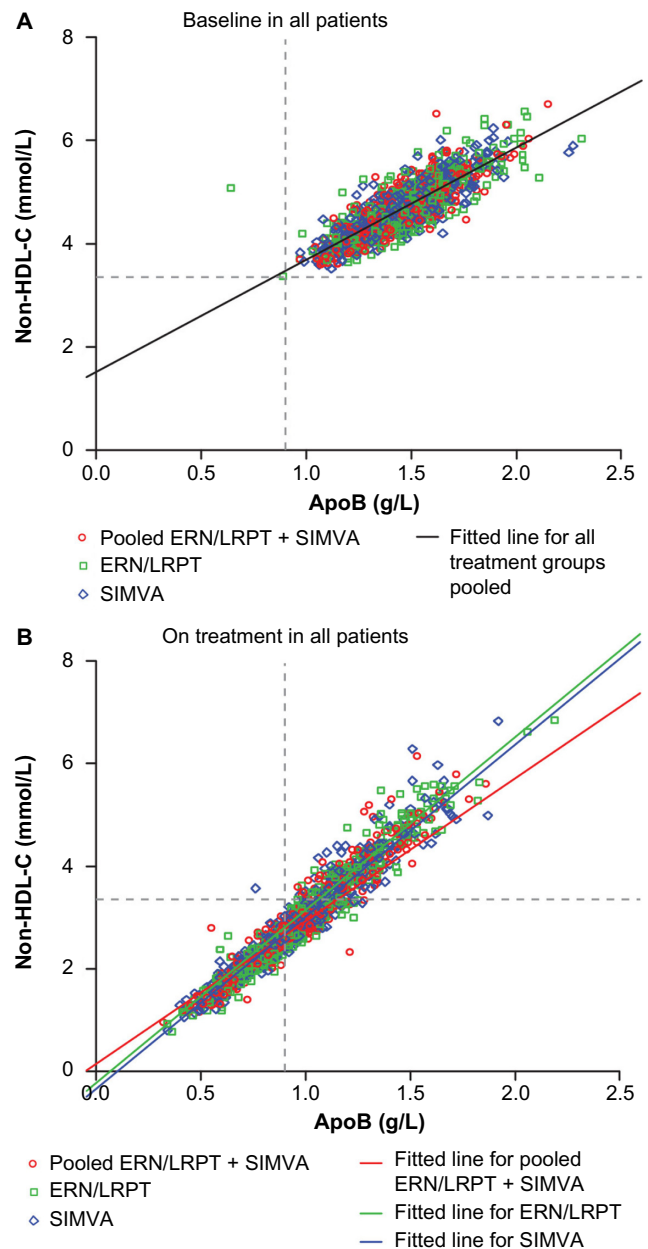 A
Baseline in all patients
8
6
4
2
0
Non-HDL-C (mmol/L)
0.0 0.5 1.0 1.5 2.0 2.5
ApoB (g/L)
Pooled ERN/LRPT + SIMVA
ERN/LRPT
SIMVA
Fitted line for all
treatment groups
pooled
B
On treatment in all patients
8
6
4
2
0
Non-HDL-C (mmol/L)
0.0 0.5 1.0 1.5 2.0 2.5
ApoB (g/L)
Pooled ERN/LRPT + SIMVA
ERN/LRPT
SIMVA
Fitted line for pooled
ERN/LRPT + SIMVA
Fitted line for ERN/LRPT
Fitted line for SIMVA